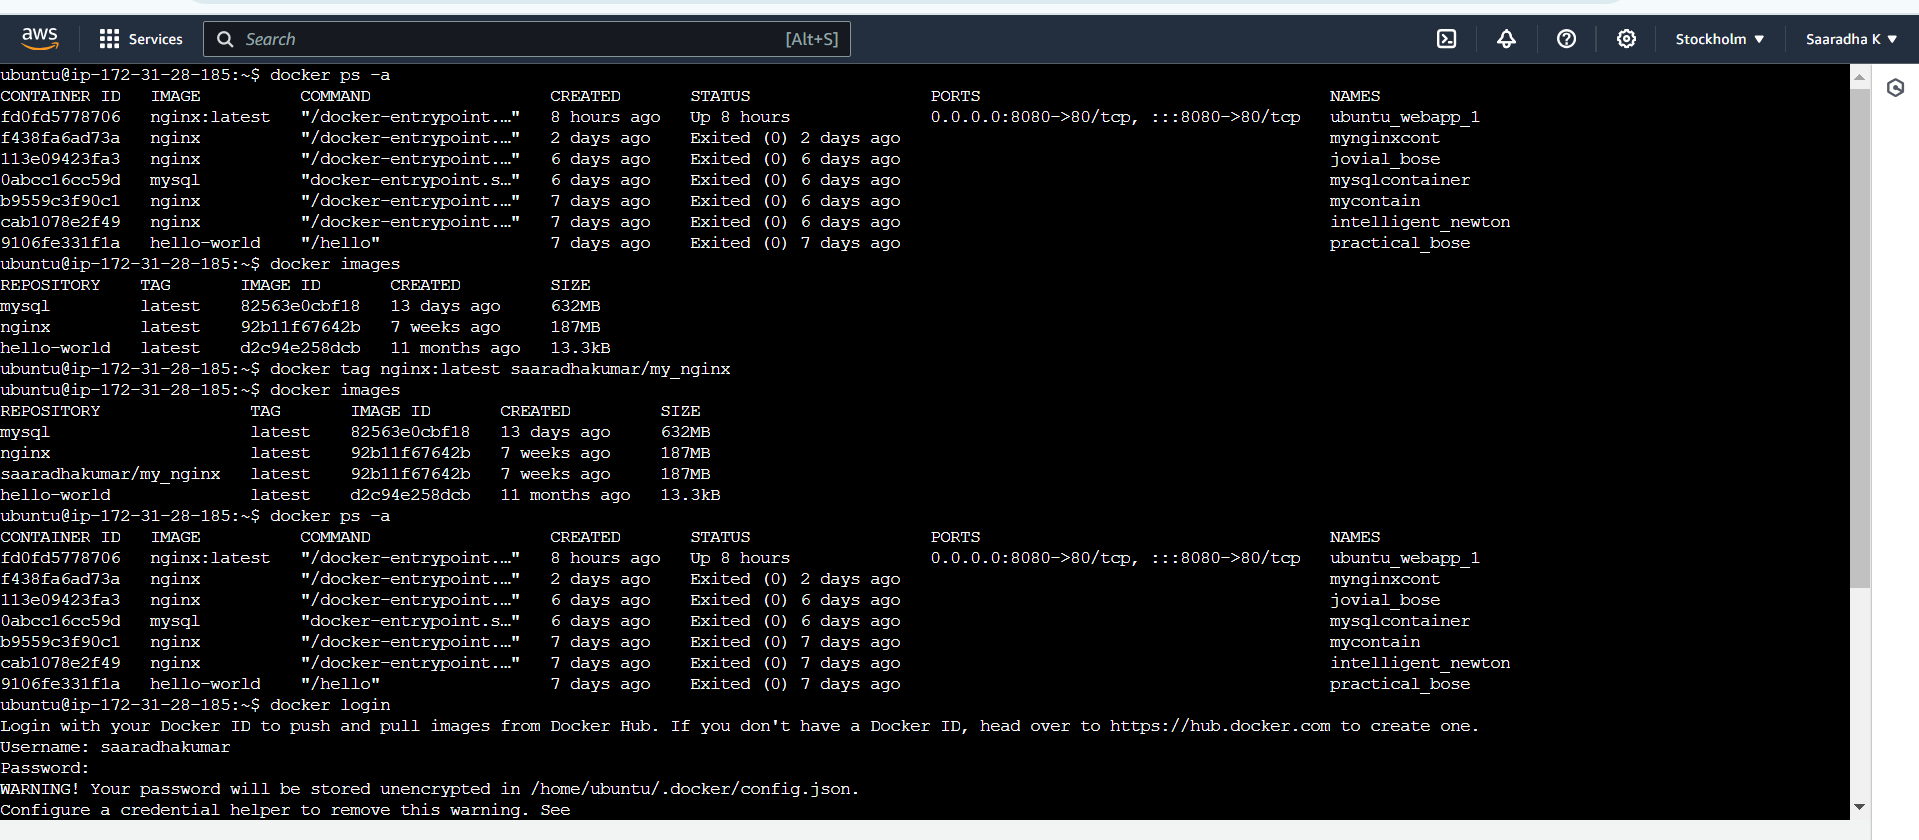 aws Services Search [Alt+S] Stockholm ▼ Saaradha K ▼
ubuntu@ip-172-31-28-185:~$ docker ps -a
CONTAINER ID   IMAGE          COMMAND                  CREATED       STATUS                  PORTS                                   NAMES
fd0fd5778706   nginx:latest   "/docker-entrypoint.…"   8 hours ago   Up 8 hours              0.0.0.0:8080->80/tcp, :::8080->80/tcp   ubuntu_webapp_1
f438fa6ad73a   nginx          "/docker-entrypoint.…"   2 days ago    Exited (0) 2 days ago                                           mynginxcont
113e09423fa3   nginx          "/docker-entrypoint.…"   6 days ago    Exited (0) 6 days ago                                           jovial_bose
0abcc16cc59d   mysql          "docker-entrypoint.s…"   6 days ago    Exited (0) 6 days ago                                           mysqlcontainer
b9559c3f90c1   nginx          "/docker-entrypoint.…"   7 days ago    Exited (0) 6 days ago                                           mycontain
cab1078e2f49   nginx          "/docker-entrypoint.…"   7 days ago    Exited (0) 6 days ago                                           intelligent_newton
9106fe331f1a   hello-world    "/hello"                 7 days ago    Exited (0) 7 days ago                                           practical_bose
ubuntu@ip-172-31-28-185:~$ docker images
REPOSITORY    TAG       IMAGE ID       CREATED         SIZE
mysql         latest    82563e0cbf18   13 days ago     632MB
nginx         latest    92b11f67642b   7 weeks ago     187MB
hello-world   latest    d2c94e258dcb   11 months ago   13.3kB
ubuntu@ip-172-31-28-185:~$ docker tag nginx:latest saaradhakumar/my_nginx
ubuntu@ip-172-31-28-185:~$ docker images
REPOSITORY               TAG       IMAGE ID       CREATED         SIZE
mysql                    latest    82563e0cbf18   13 days ago     632MB
nginx                    latest    92b11f67642b   7 weeks ago     187MB
saaradhakumar/my_nginx   latest    92b11f67642b   7 weeks ago     187MB
hello-world              latest    d2c94e258dcb   11 months ago   13.3kB
ubuntu@ip-172-31-28-185:~$ docker ps -a
CONTAINER ID   IMAGE          COMMAND                  CREATED       STATUS                  PORTS                                   NAMES
fd0fd5778706   nginx:latest   "/docker-entrypoint.…"   8 hours ago   Up 8 hours              0.0.0.0:8080->80/tcp, :::8080->80/tcp   ubuntu_webapp_1
f438fa6ad73a   nginx          "/docker-entrypoint.…"   2 days ago    Exited (0) 2 days ago                                           mynginxcont
113e09423fa3   nginx          "/docker-entrypoint.…"   6 days ago    Exited (0) 6 days ago                                           jovial_bose
0abcc16cc59d   mysql          "docker-entrypoint.s…"   6 days ago    Exited (0) 6 days ago                                           mysqlcontainer
b9559c3f90c1   nginx          "/docker-entrypoint.…"   7 days ago    Exited (0) 7 days ago                                           mycontain
cab1078e2f49   nginx          "/docker-entrypoint.…"   7 days ago    Exited (0) 7 days ago                                           intelligent_newton
9106fe331f1a   hello-world    "/hello"                 7 days ago    Exited (0) 7 days ago                                           practical_bose
ubuntu@ip-172-31-28-185:~$ docker login
Login with your Docker ID to push and pull images from Docker Hub. If you don't have a Docker ID, head over to https://hub.docker.com to create one.
Username: saaradhakumar
Password:
WARNING! Your password will be stored unencrypted in /home/ubuntu/.docker/config.json.
Configure a credential helper to remove this warning. See